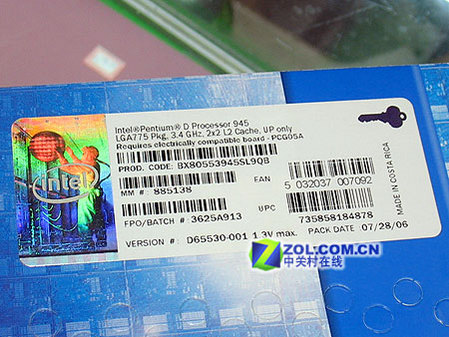 Intel® Pentium® D Processor 945
LGA775 Pkg, 3.4 GHz, 2x2 L2 Cache, UP only
Requires electrically compatible board - PCG05A
PROD. CODE: BX80553945SL9QB
MM #: 885138
EAN
5 032037 007092
FPO/BATCH #: 3625A913
UPC
735858184878
VERSION #: D65530-001 1.3V max.
PACK DATE 07/28/06
MADE IN COSTA RICA
intel
ZOL.COM.CN
中关村在线